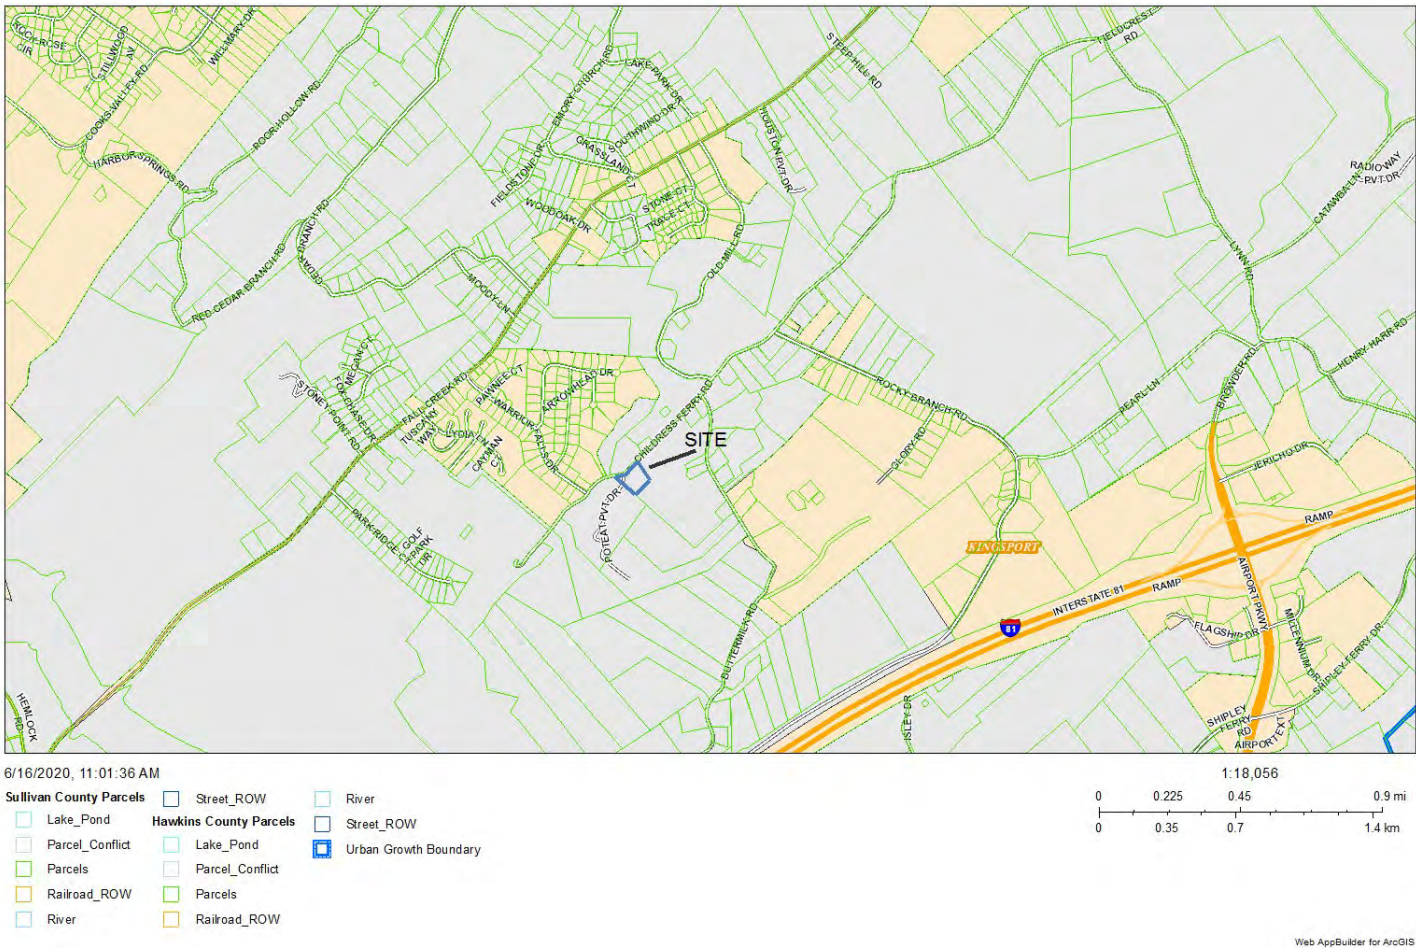 ROCK-ROSE
CIR
STILLWOOD
AV
WILLMARY-DR
COOKS-VALLEY-RD
HARBOR-SPRINGS-RD
ROCK-HOLLOW-RD
RED-CEDAR-BRANCH-RD
CEDAR-BRANCH-RD
EMORY-CHURCH-RD
LAKE-PARK-DR
SOUTHWIND-DR
GRASSLAND-CT
FIELDSTONE-DR
WOODOAK-DR
STONE-CT
TRACE-CT
HOUSTON-PVT-DR
STEEP-HILL-RD
FIELDCREST
RD
RADIOWAY
PVT-DR
CATAWBA-LN
LYNN-RD
HENRY-HARR-RD
OLD-MILL-RD
MOODY-LN
MEGAN-CT
FOX-CHASE-DR
STONEY-POINT-RD
FALL-CREEK-RD
TUSCANY
WAY
LYDIA-LN
CAYMAN
CT
PAWNEE-CT
WARRIOR-FALLS-DR
ARROWHEAD-DR
CHILDRESS-FERRY-RD
SITE
ROCKY-BRANCH-RD
GLORY-RD
PEARL-LN
BROWDER-RD
JERICHO-DR
POTEAT-PVT-DR
PARK-RIDGE-CT
GOLF
PARK
DR
KINGSPORT
RAMP
INTERSTATE 81
RAMP
81
AIRPORT PKWY
FLAGSHIP-DR
MILLENNIUM-DR
SHIPLEY-FERRY-DR
BUTTERMILK-RD
ISLEY-DR
SHIPLEY
FERRY
RD
AIRPORT-EXT
HEMLOCK
RD
6/16/2020, 11:01:36 AM
1:18,056
0 0.225 0.45 0.9 mi
0 0.35 0.7 1.4 km
Sullivan County Parcels
Lake_Pond
Parcel_Conflict
Parcels
Railroad_ROW
River
Street_ROW
Hawkins County Parcels
Lake_Pond
Parcel_Conflict
Parcels
Railroad_ROW
River
Street_ROW
Urban Growth Boundary
Web AppBuilder for ArcGIS